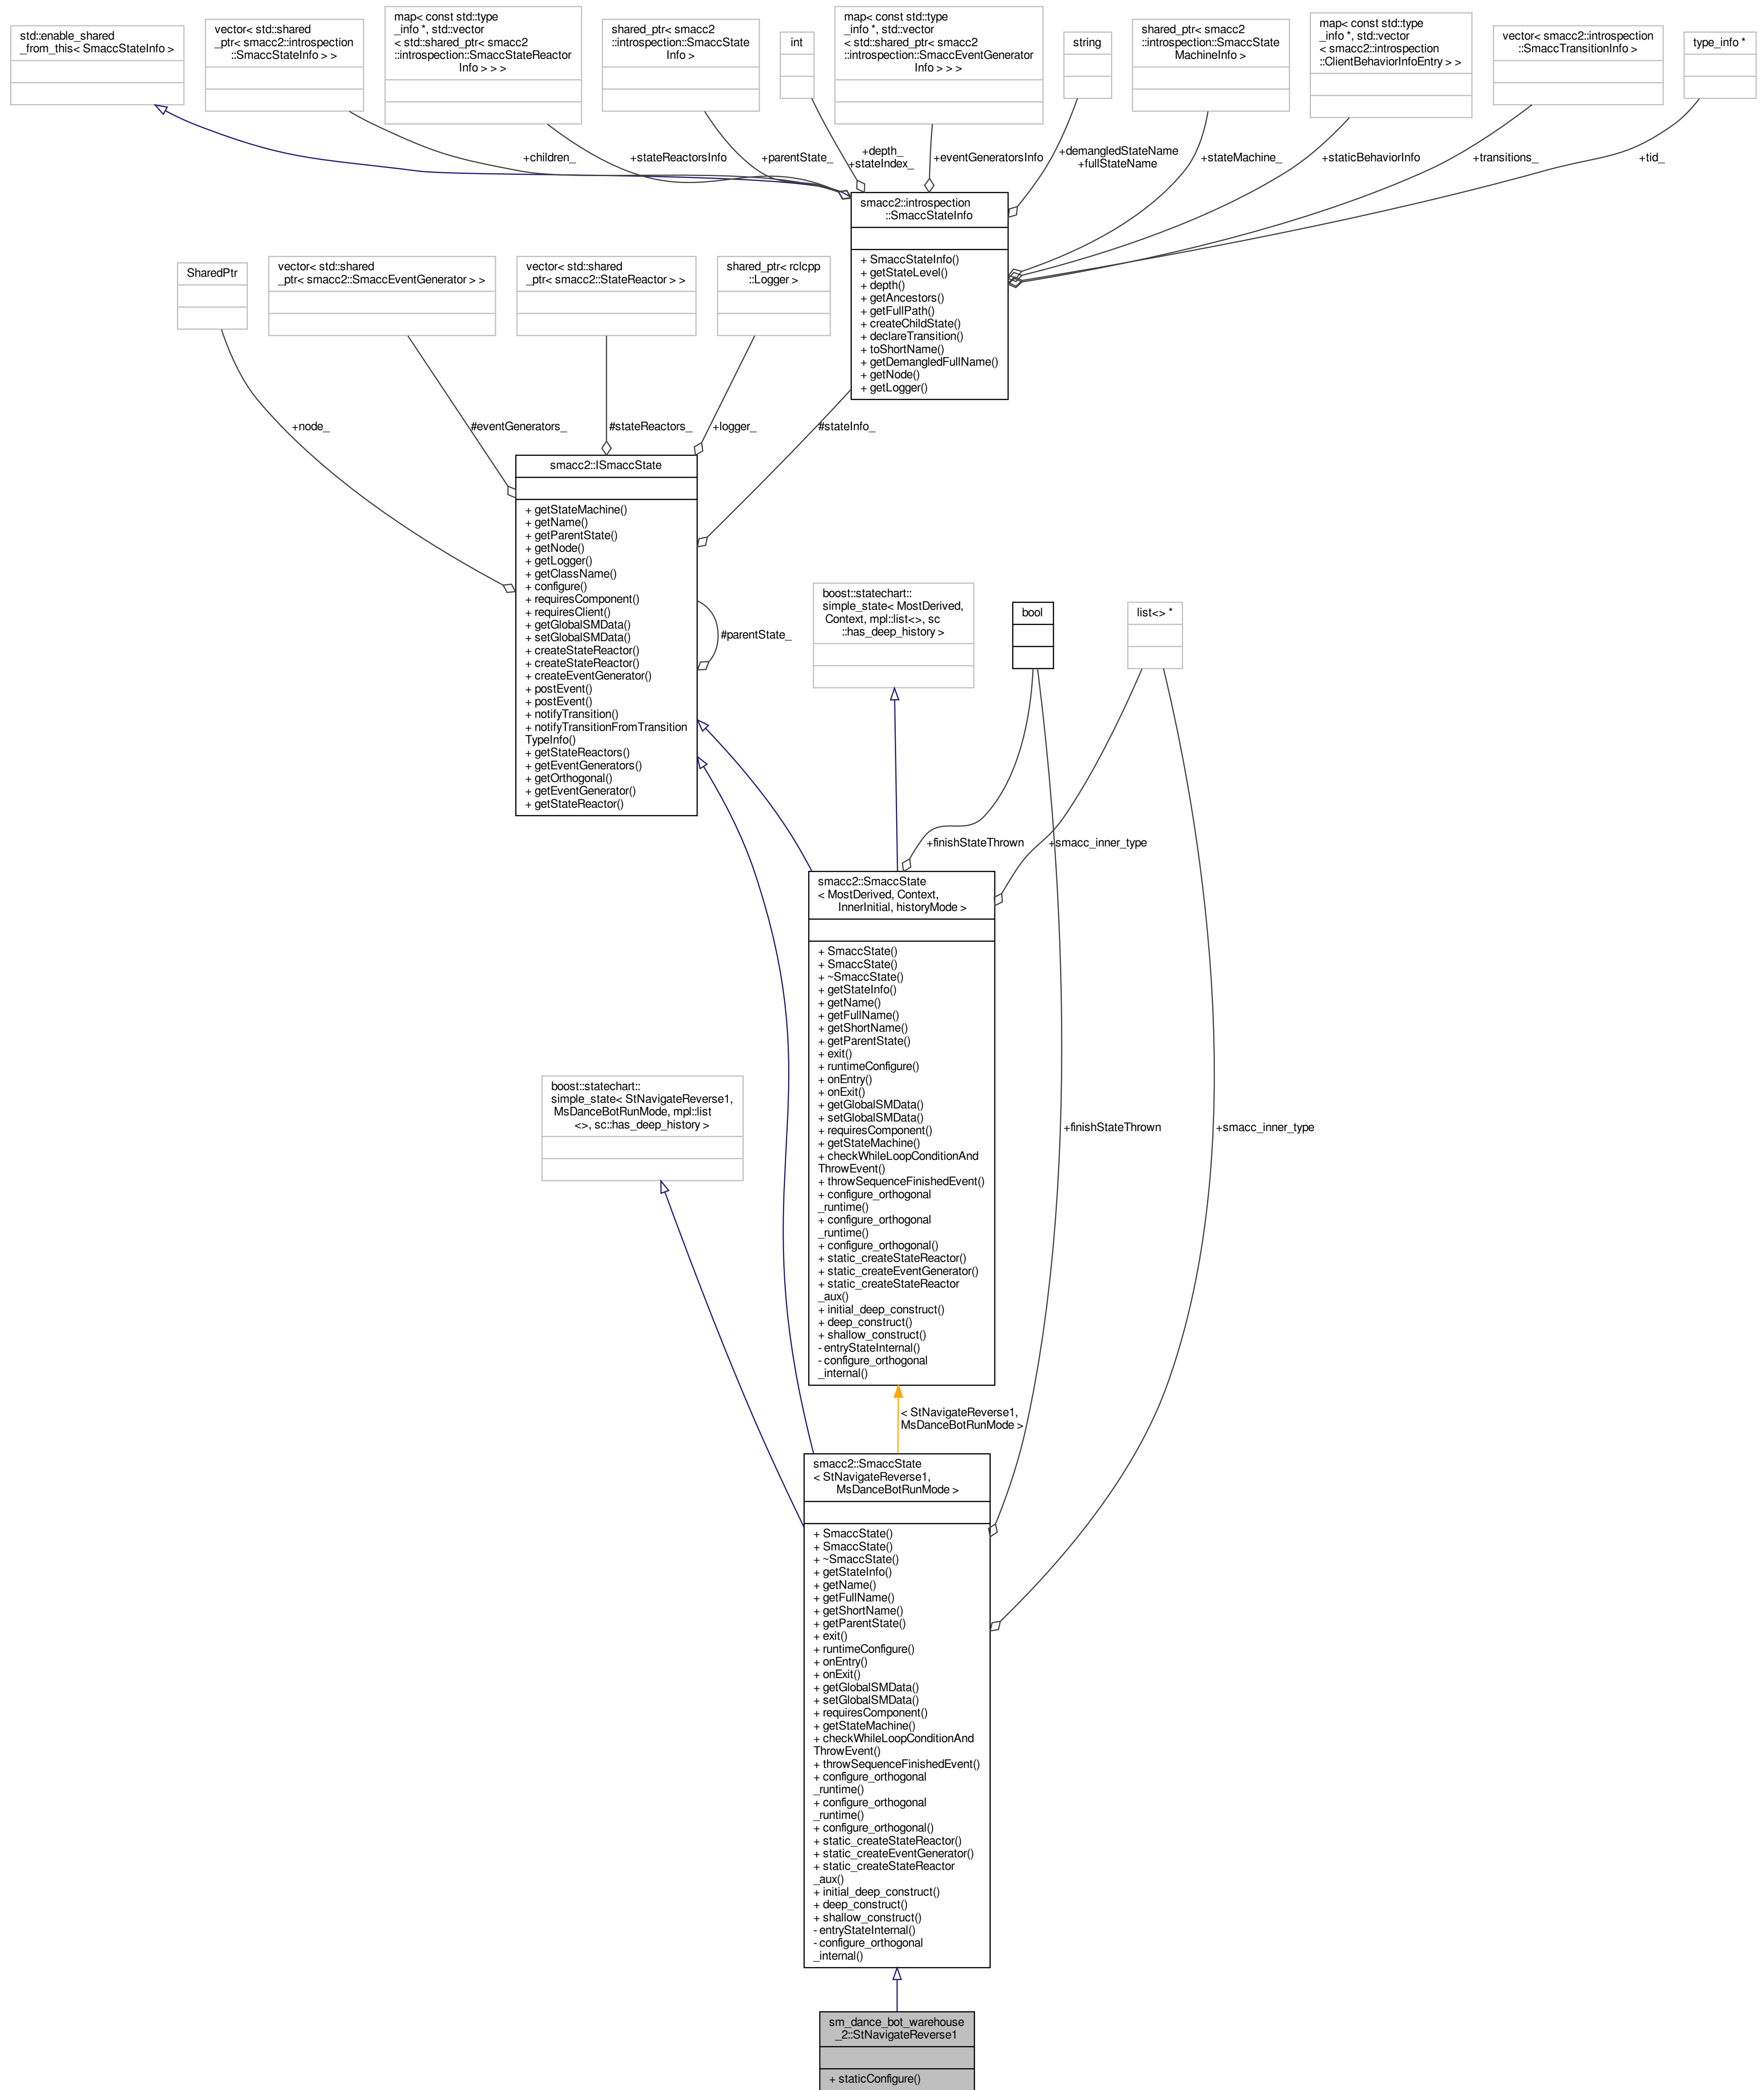 std::enable_shared
_from_this< SmaccStateInfo >
vector< std::shared
_ptr< smacc2::introspection
::SmaccStateInfo > >
map< const std::type
_info *, std::vector
< std::shared_ptr< smacc2
::introspection::SmaccStateReactor
Info > > >
shared_ptr< smacc2
::introspection::SmaccState
Info >
int
map< const std::type
_info *, std::vector
< std::shared_ptr< smacc2
::introspection::SmaccEventGenerator
Info > > >
string
shared_ptr< smacc2
::introspection::SmaccState
MachineInfo >
map< const std::type
_info *, std::vector
< smacc2::introspection
::ClientBehaviorInfoEntry > >
vector< smacc2::introspection
::SmaccTransitionInfo >
type_info *
+children_
+stateReactorsInfo
+parentState_
+depth_
+stateIndex_
+eventGeneratorsInfo
+demangledStateName
+fullStateName
+stateMachine_
+staticBehaviorInfo
+transitions_
+tid_
smacc2::introspection
::SmaccStateInfo
+ SmaccStateInfo()
+ getStateLevel()
+ depth()
+ getAncestors()
+ getFullPath()
+ createChildState()
+ declareTransition()
+ toShortName()
+ getDemangledFullName()
+ getNode()
+ getLogger()
SharedPtr
vector< std::shared
_ptr< smacc2::SmaccEventGenerator > >
vector< std::shared
_ptr< smacc2::StateReactor > >
shared_ptr< rclcpp
::Logger >
+node_
#eventGenerators_
#stateReactors_
+logger_
#stateInfo_
smacc2::ISmaccState
+ getStateMachine()
+ getName()
+ getParentState()
+ getNode()
+ getLogger()
+ getClassName()
+ configure()
+ requiresComponent()
+ requiresClient()
+ getGlobalSMData()
+ setGlobalSMData()
+ createStateReactor()
+ createStateReactor()
+ createEventGenerator()
+ postEvent()
+ postEvent()
+ notifyTransition()
+ notifyTransitionFromTransition
TypeInfo()
+ getStateReactors()
+ getEventGenerators()
+ getOrthogonal()
+ getEventGenerator()
+ getStateReactor()
#parentState_
boost::statechart::
simple_state< MostDerived,
Context, mpl::list<>, sc
::has_deep_history >
bool
list<> *
+finishStateThrown
+smacc_inner_type
smacc2::SmaccState
< MostDerived, Context,
InnerInitial, historyMode >
+ SmaccState()
+ SmaccState()
+ ~SmaccState()
+ getStateInfo()
+ getName()
+ getFullName()
+ getShortName()
+ getParentState()
+ exit()
+ runtimeConfigure()
+ onEntry()
+ onExit()
+ getGlobalSMData()
+ setGlobalSMData()
+ requiresComponent()
+ getStateMachine()
+ checkWhileLoopConditionAnd
ThrowEvent()
+ throwSequenceFinishedEvent()
+ configure_orthogonal
_runtime()
+ configure_orthogonal
_runtime()
+ configure_orthogonal()
+ static_createStateReactor()
+ static_createEventGenerator()
+ static_createStateReactor
_aux()
+ initial_deep_construct()
+ deep_construct()
+ shallow_construct()
- entryStateInternal()
- configure_orthogonal
_internal()
boost::statechart::
simple_state< StNavigateReverse1,
MsDanceBotRunMode, mpl::list
<>, sc::has_deep_history >
+finishStateThrown
+smacc_inner_type
< StNavigateReverse1,
MsDanceBotRunMode >
smacc2::SmaccState
< StNavigateReverse1,
MsDanceBotRunMode >
+ SmaccState()
+ SmaccState()
+ ~SmaccState()
+ getStateInfo()
+ getName()
+ getFullName()
+ getShortName()
+ getParentState()
+ exit()
+ runtimeConfigure()
+ onEntry()
+ onExit()
+ getGlobalSMData()
+ setGlobalSMData()
+ requiresComponent()
+ getStateMachine()
+ checkWhileLoopConditionAnd
ThrowEvent()
+ throwSequenceFinishedEvent()
+ configure_orthogonal
_runtime()
+ configure_orthogonal
_runtime()
+ configure_orthogonal()
+ static_createStateReactor()
+ static_createEventGenerator()
+ static_createStateReactor
_aux()
+ initial_deep_construct()
+ deep_construct()
+ shallow_construct()
- entryStateInternal()
- configure_orthogonal
_internal()
sm_dance_bot_warehouse
_2::StNavigateReverse1
+ staticConfigure()